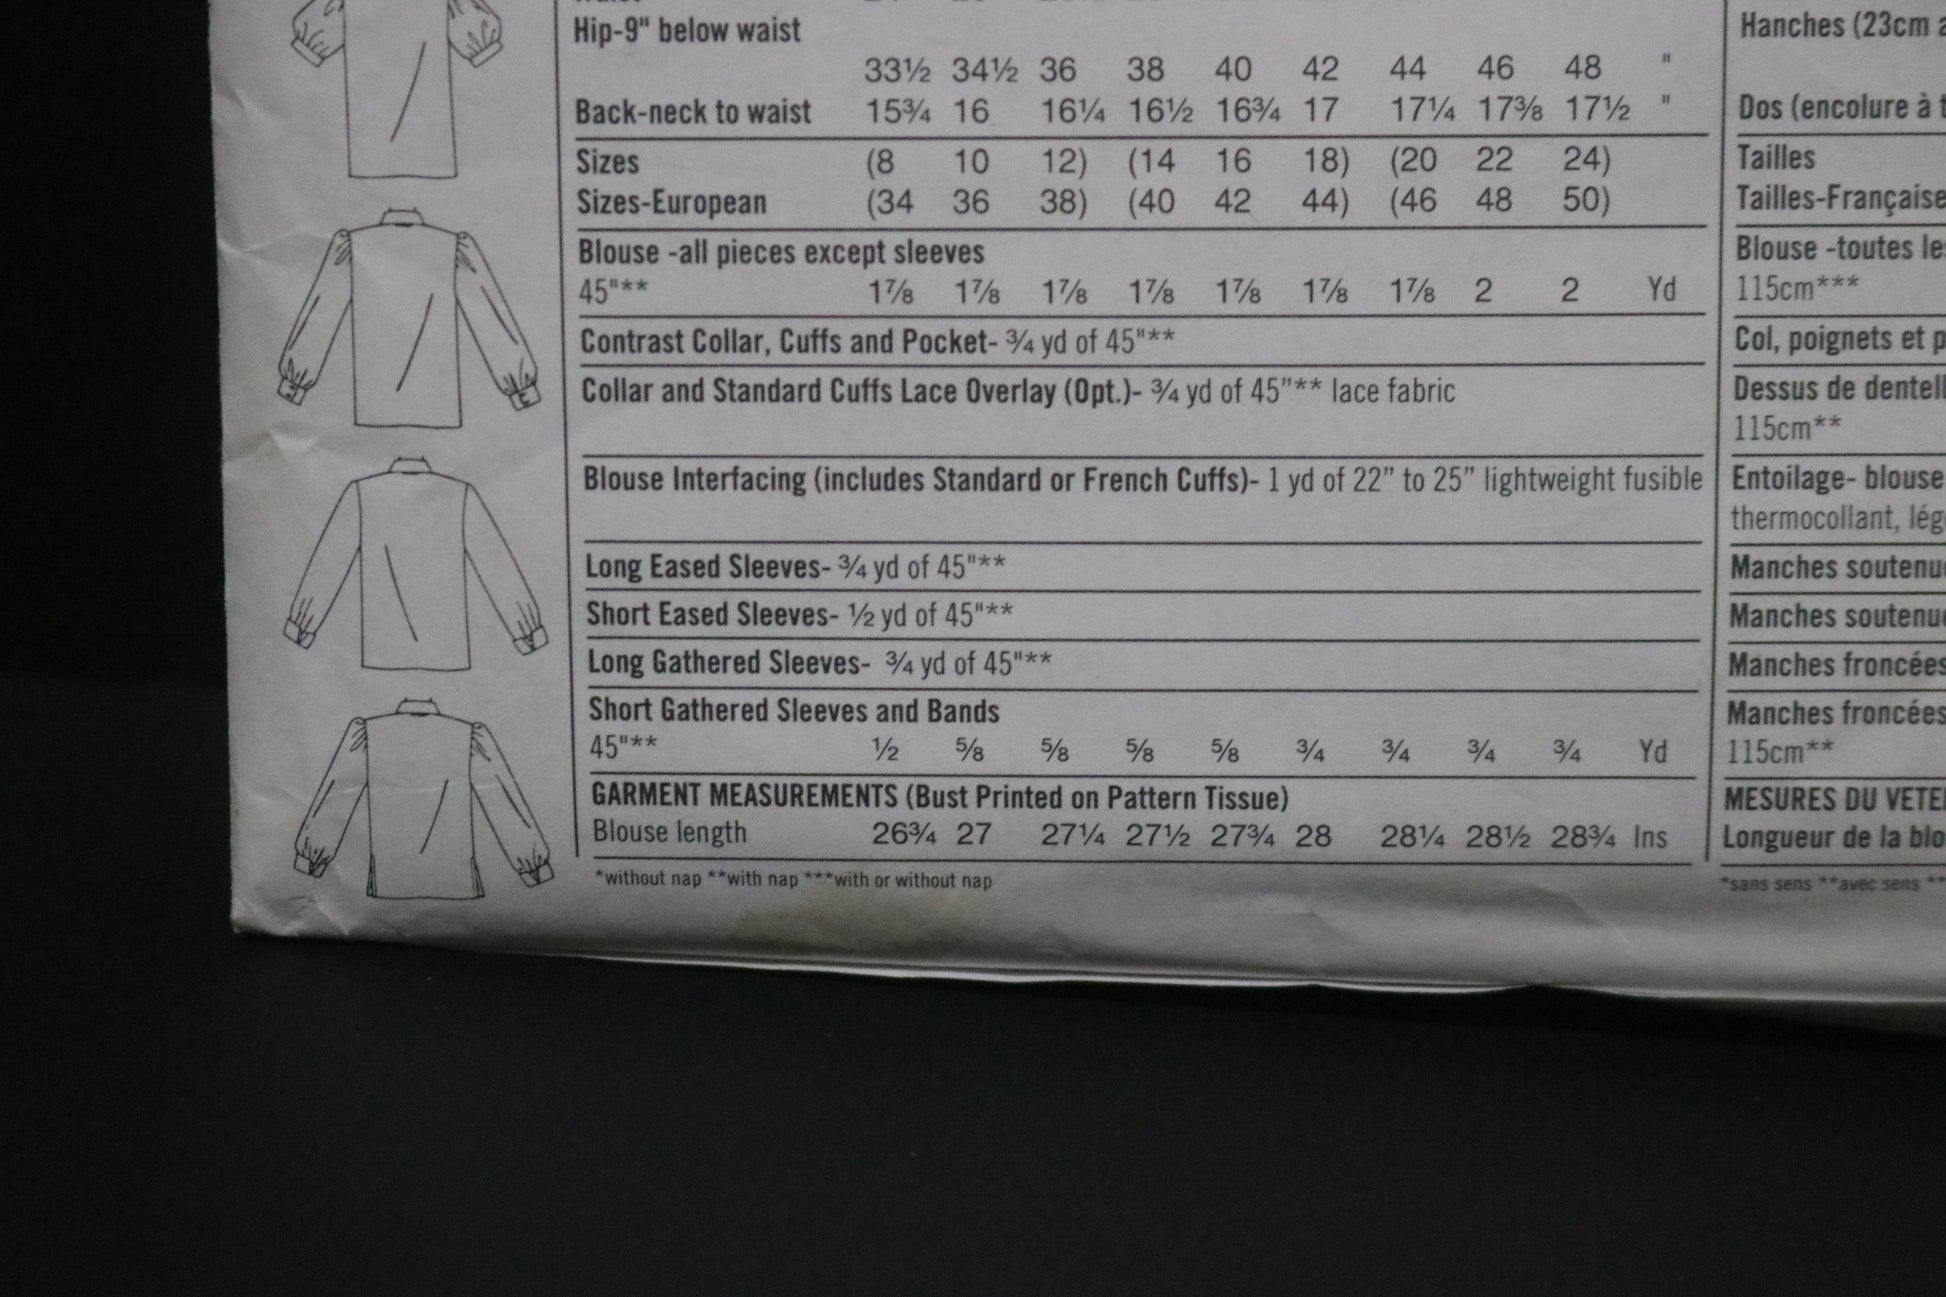 Hip-9" below waist
33½ 34½ 36 38 40 42 44 46 48 "
Back-neck to waist 15¾ 16 16¼ 16½ 16¾ 17 17¼ 17⅜ 17½ "
Sizes (8 10 12) (14 16 18) (20 22 24)
Sizes-European (34 36 38) (40 42 44) (46 48 50)
Blouse -all pieces except sleeves
45"** 1⅞ 1⅞ 1⅞ 1⅞ 1⅞ 1⅞ 1⅞ 2 2 Yd
Contrast Collar, Cuffs and Pocket- ¾ yd of 45"**
Collar and Standard Cuffs Lace Overlay (Opt.)- ¾ yd of 45"** lace fabric
Blouse Interfacing (includes Standard or French Cuffs)- 1 yd of 22” to 25” lightweight fusible
Long Eased Sleeves- ¾ yd of 45"**
Short Eased Sleeves- ½ yd of 45"**
Long Gathered Sleeves- ¾ yd of 45"**
Short Gathered Sleeves and Bands
45"** ½ ⅝ ⅝ ⅝ ⅝ ¾ ¾ ¾ ¾ Yd
GARMENT MEASUREMENTS (Bust Printed on Pattern Tissue)
Blouse length 26¾ 27 27¼ 27½ 27¾ 28 28¼ 28½ 28¾ Ins
*without nap **with nap ***with or without nap
Hanches (23cm
Dos (encolure à
Tailles
Tailles-Française
Blouse -toutes
115cm***
Col, poignets et
Dessus de
115cm**
Entoilage- blouse
thermocollant,
Manches
Manches
Manches froncées
Manches froncées
115cm**
MESURES DU
Longueur de la
*sans sens **avec sens **